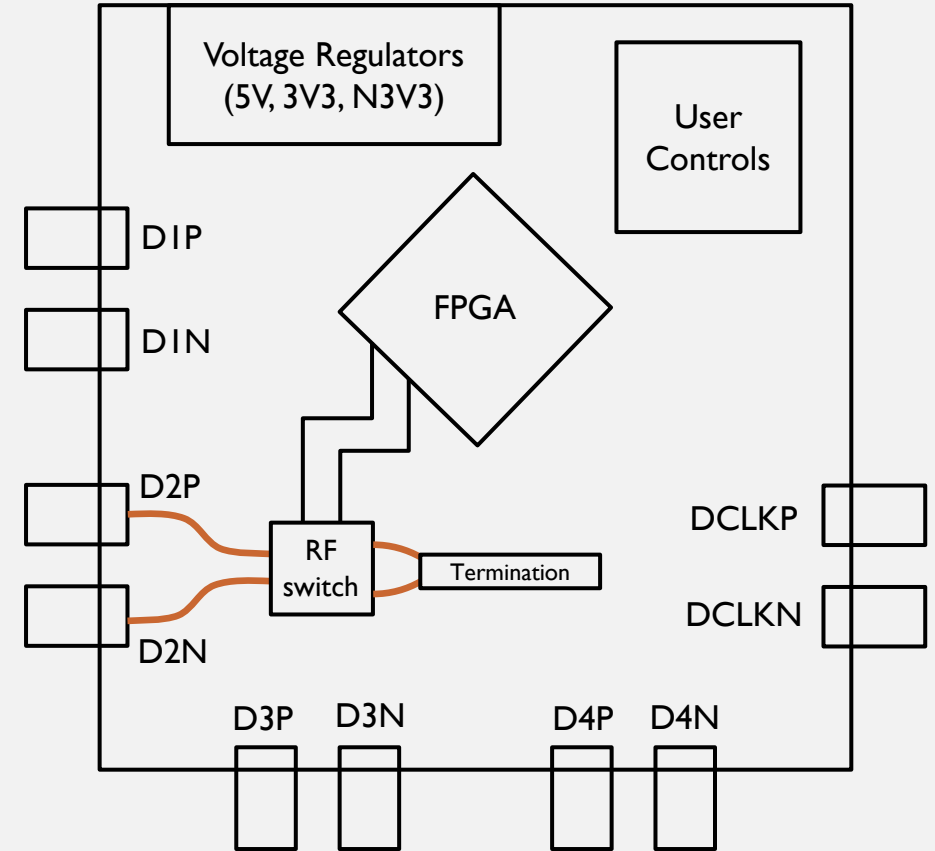 Voltage Regulators
(5V, 3V3, N3V3)
User
Controls
D1P
FPGA
D1N
D2P
DCLKP
RF
switch
Termination
DCLKN
D2N
D3P
D3N
D4P
D4N